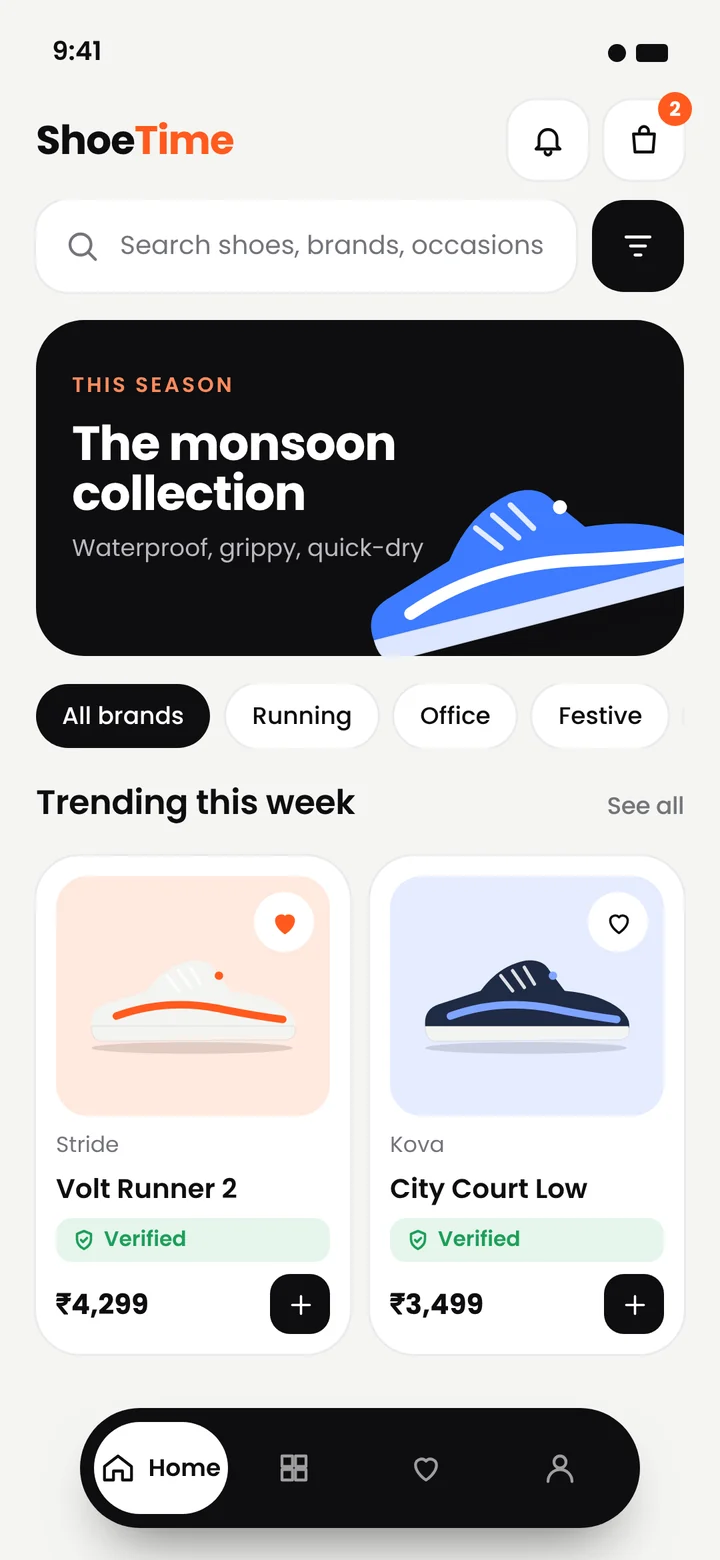 9:41
ShoeTime
2
Search shoes, brands, occasions
THIS SEASON
The monsoon
collection
Waterproof, grippy, quick-dry
All brands
Running
Office
Festive
Trending this week
See all
Stride
Kova
Volt Runner 2
City Court Low
Verified
Verified
₹4,299
₹3,499
Home